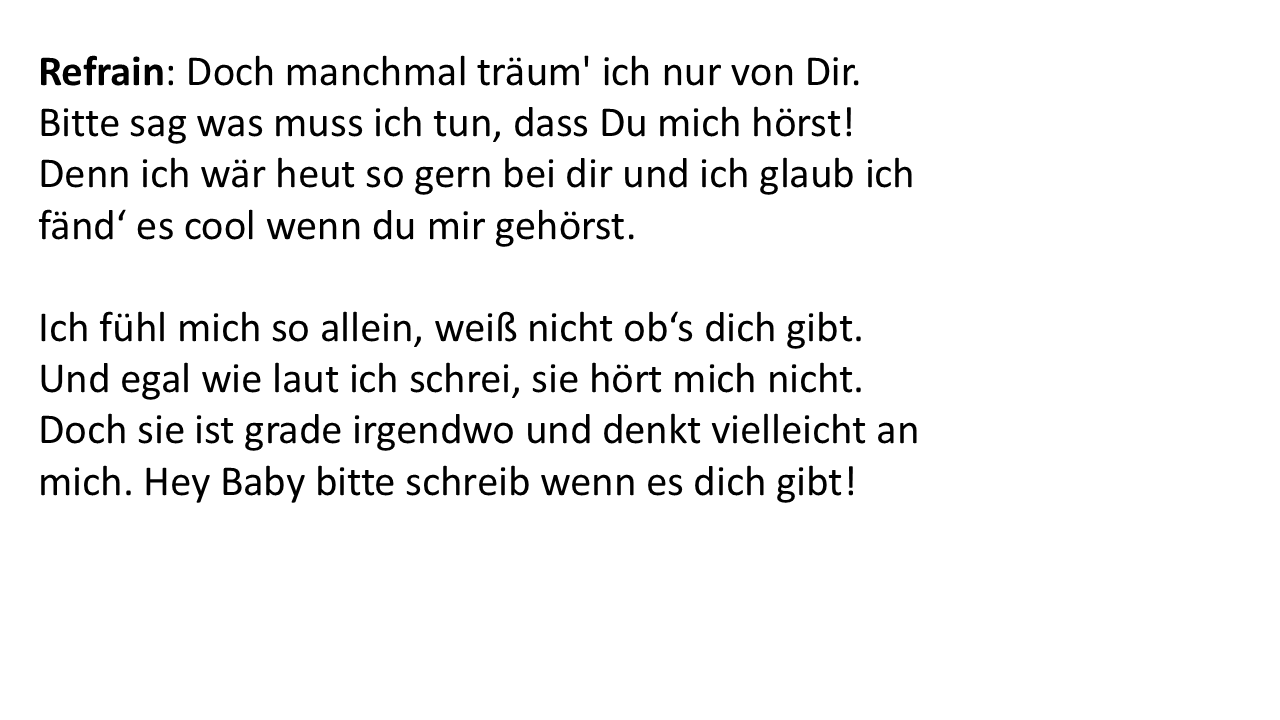 Refrain: Doch manchmal träum' ich nur von Dir.
Bitte sag was muss ich tun, dass Du mich hörst!
Denn ich wär heut so gern bei dir und ich glaub ich
fänd‘ es cool wenn du mir gehörst.

Ich fühl mich so allein, weiß nicht ob‘s dich gibt.
Und egal wie laut ich schrei, sie hört mich nicht.
Doch sie ist grade irgendwo und denkt vielleicht an
mich. Hey Baby bitte schreib wenn es dich gibt!